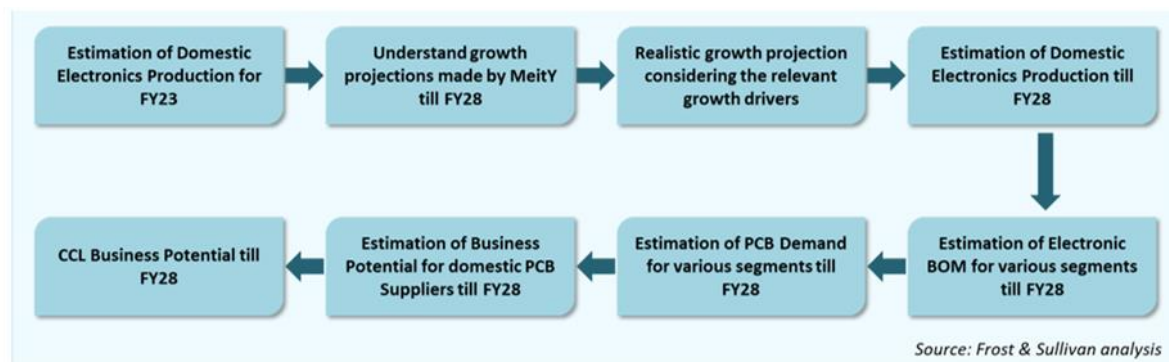 Estimation of Domestic
Electronics Production for
FY23
Understand growth
projections made by MeitY
till FY28
Realistic growth projection
considering the relevant
growth drivers
Estimation of Domestic
Electronics Production till
FY28
Estimation of Electronic
BOM for various segments
till FY28
Estimation of PCB Demand
for various segments till
FY28
Estimation of Business
Potential for domestic PCB
Suppliers till FY28
CCL Business Potential till
FY28
Source: Frost & Sullivan analysis